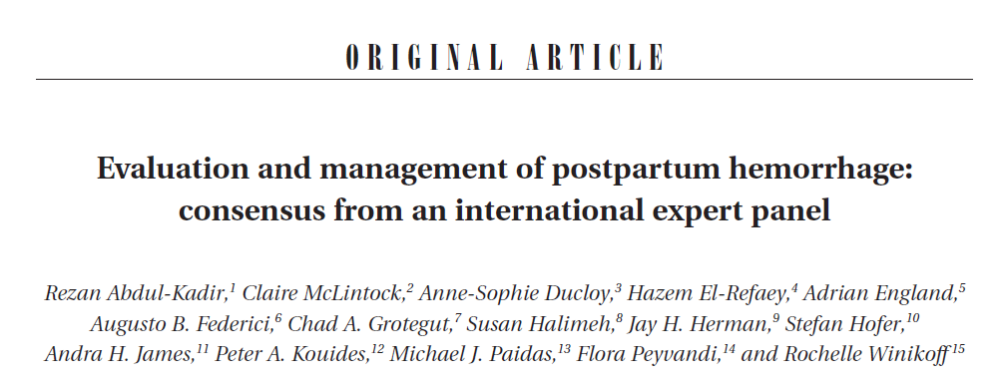 ORIGINAL ARTICLE
Evaluation and management of postpartum hemorrhage:
consensus from an international expert panel
Rezan Abdul-Kadir,1 Claire McLintock,2 Anne-Sophie Ducloy,3 Hazem El-Refaey,4 Adrian England,5
Augusto B. Federici,6 Chad A. Grotegut,7 Susan Halimeh,8 Jay H. Herman,9 Stefan Hofer,10
Andra H. James,11 Peter A. Kouides,12 Michael J. Paidas,13 Flora Peyvandi,14 and Rochelle Winikoff15